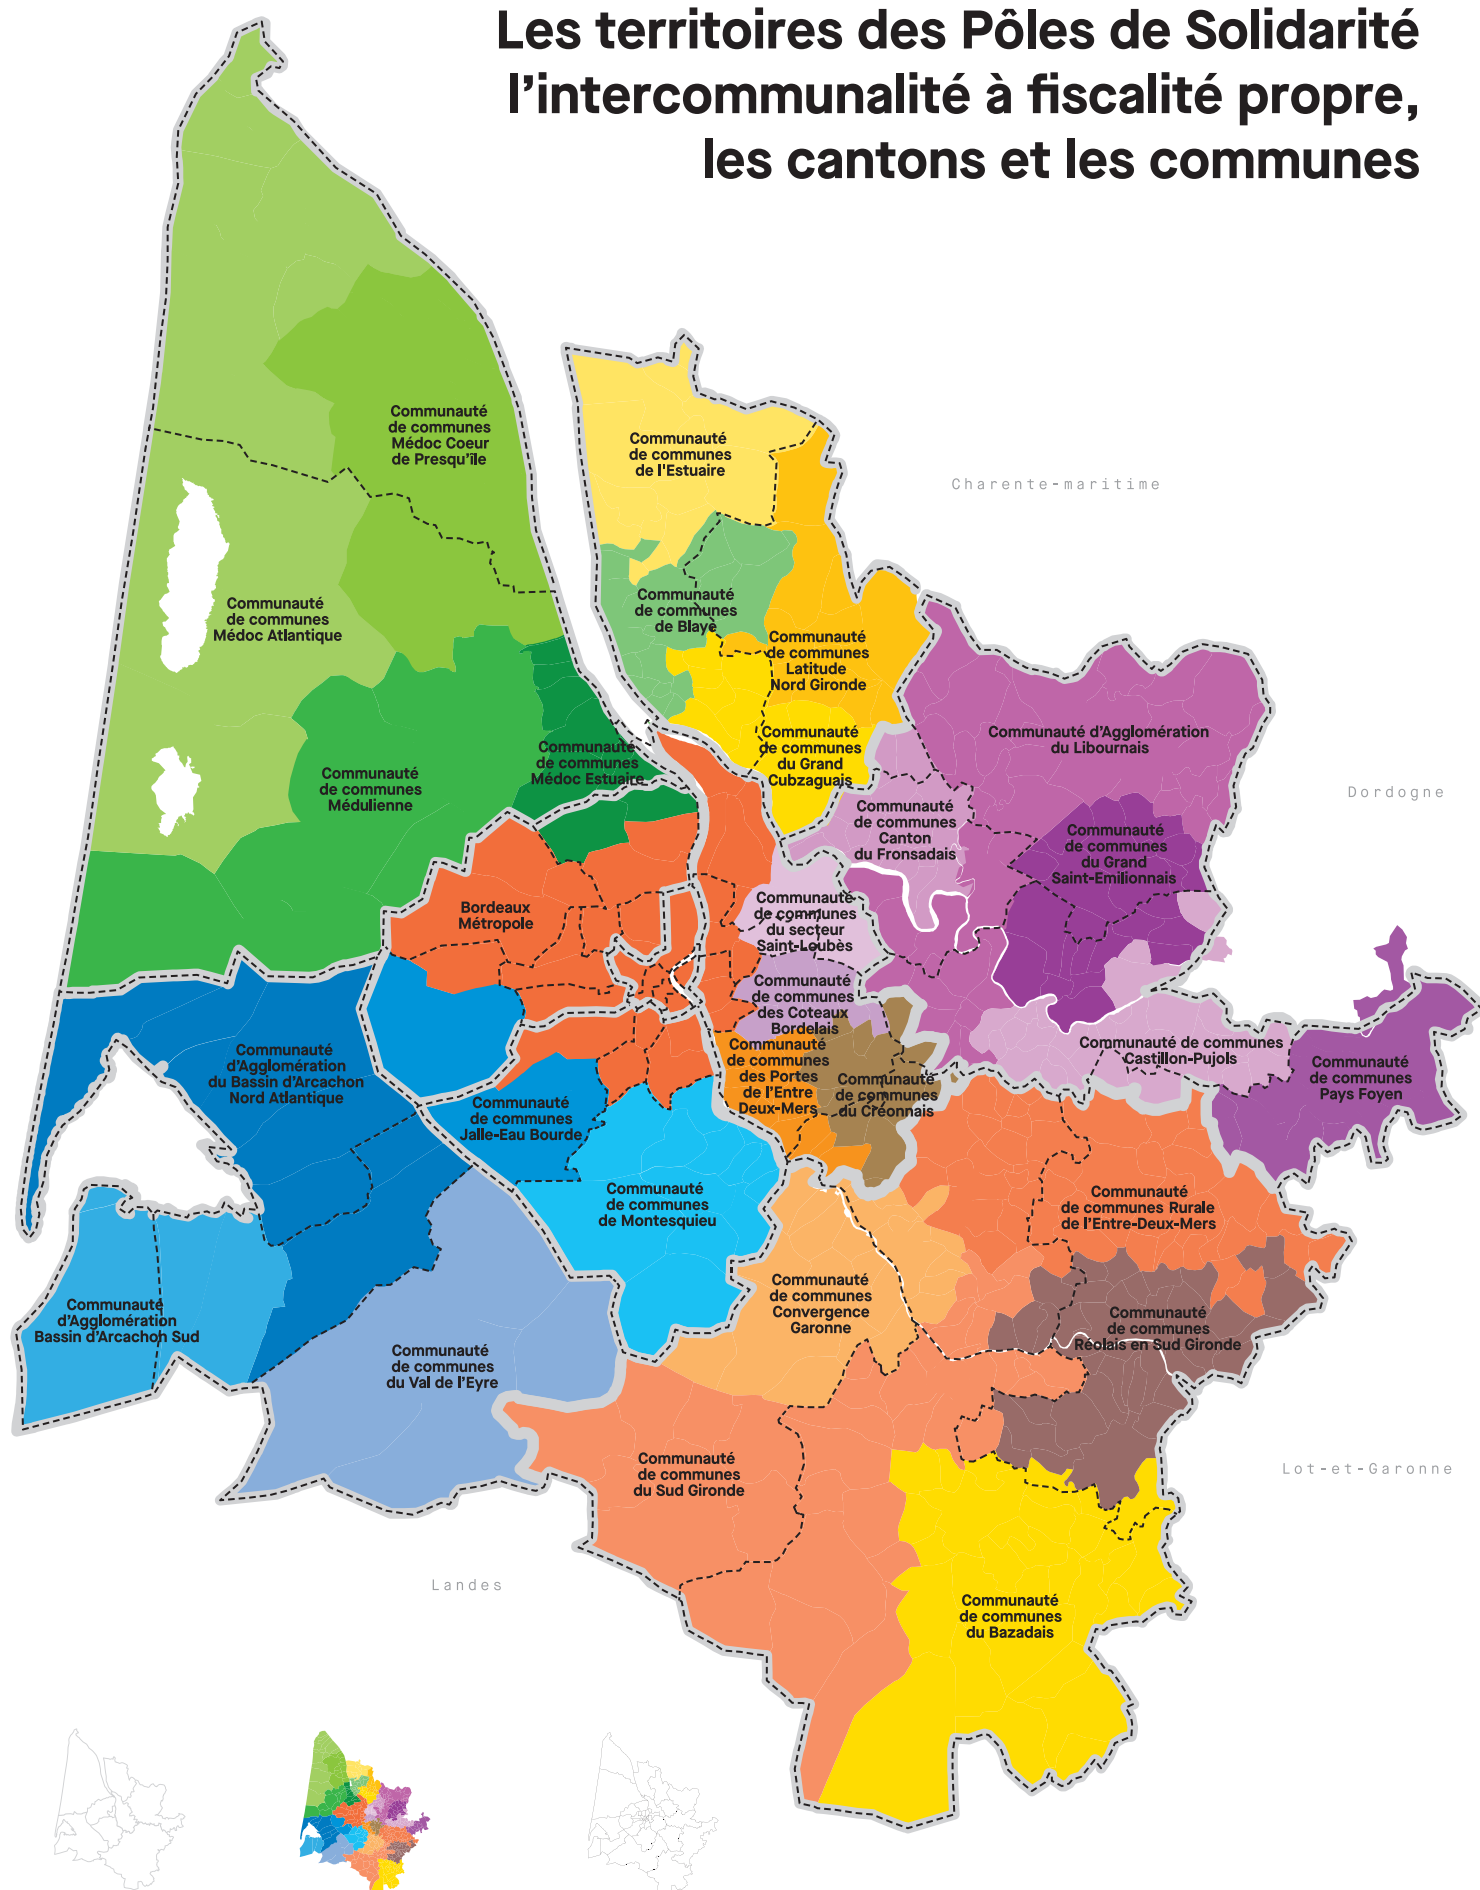 Les territoires des Pôles de Solidarité
l'intercommunalité à fiscalité propre,
les cantons et les communes
Communauté
de communes
Médoc Coeur
de Presqu'île
Communauté
de communes
de l'Estuaire
Charente-maritime
Communauté
de communes
Médoc Atlantique
Communauté
de communes
de Blaye
Communauté
de communes
Latitude
Nord Gironde
Communauté
de communes
Médoc Estuaire
Communauté
de communes
du Grand
Cubzaguais
Communauté d'Agglomération
du Libournais
Communauté
de communes
Médulienne
Dordogne
Communauté
de communes
Canton
du Fronsadais
Communauté
de communes
du Grand
Saint-Emilionnais
Bordeaux
Métropole
Communauté
de communes
du secteur
Saint-Loubès
Communauté
de communes
des Coteaux
Bordelais
Communauté
d'Agglomération
du Bassin d'Arcachon
Nord Atlantique
Communauté
de communes
des Portes
de l'Entre
Deux-Mers
Communauté
de communes
du Créonnais
Communauté de communes
Castillon-Pujols
Communauté
de communes
Pays Foyen
Communauté
de communes
Jalle-Eau Bourde
Communauté
de communes
de Montesquieu
Communauté
de communes Rurale
de l'Entre-Deux-Mers
Communauté
d'Agglomération
Bassin d'Arcachon Sud
Communauté
de communes
Convergence
Garonne
Communauté
de communes
Réolais en Sud Gironde
Communauté
de communes
du Val de l'Eyre
Communauté
de communes
du Sud Gironde
Lot-et-Garonne
Landes
Communauté
de communes
du Bazadais